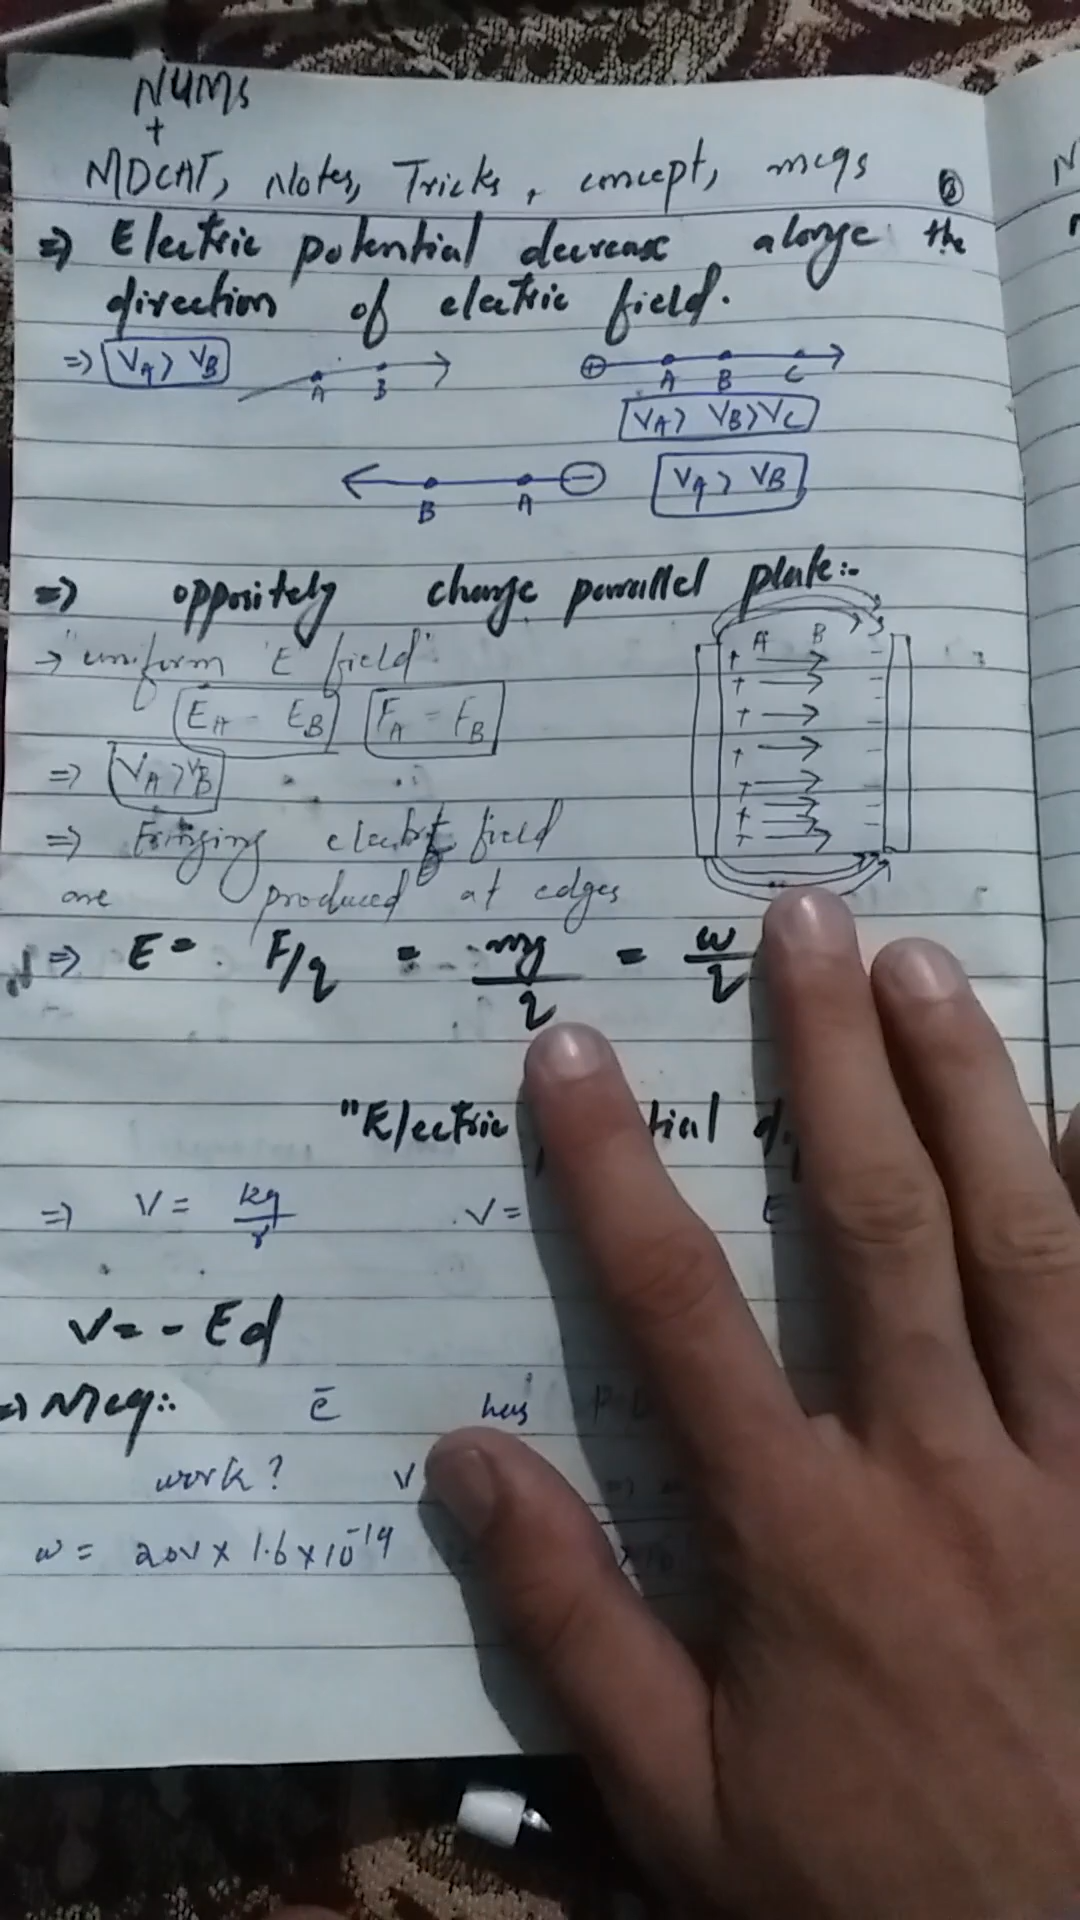 NUMS
+
MDCAT, Notes, Tricks, concept, mcqs
⇒ Electric potential decrease alonge the
direction of electric field.
⇒ VA > VB A B + A B C
VA > VB > VC
B A − VA > VB
⇒ oppositely charge parallel plate:-
→ "uniform E field"
EA = EB FA = FB
A B
⇒ VA > VB
⇒ Fringing electric field
are produced at edges
⇒ E = F/q = mg/q = w/q
"Electric
⇒ V = kq/r V = E
V = - Ed
⇒ Mcq:- ē has
work? V
w = 20V x 1.6 x 10^-19